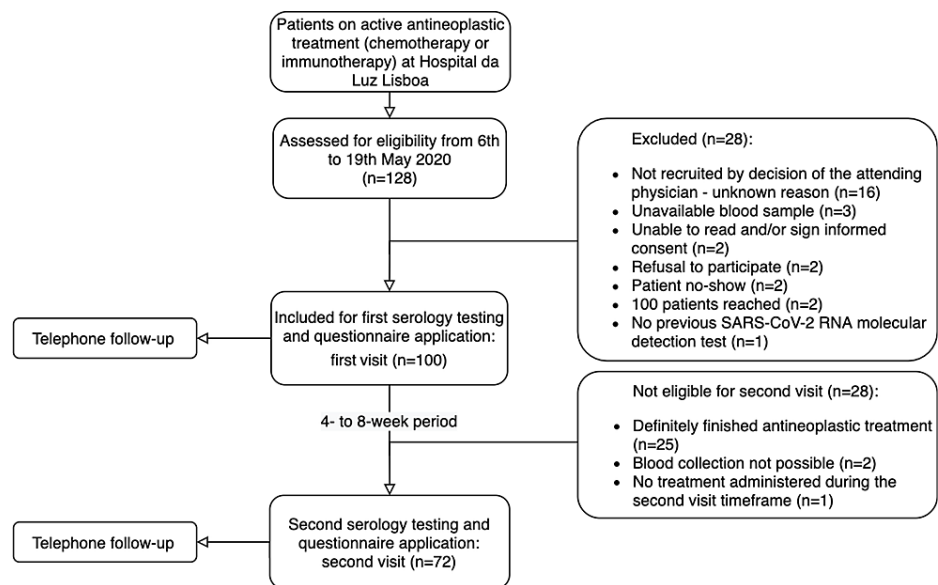 Patients on active antineoplastic
treatment (chemotherapy or
immunotherapy) at Hospital da
Luz Lisboa
Assessed for eligibility from 6th
to 19th May 2020
(n=128)
Excluded (n=28):
• Not recruited by decision of the attending
physician - unknown reason (n=16)
• Unavailable blood sample (n=3)
• Unable to read and/or sign informed
consent (n=2)
• Refusal to participate (n=2)
• Patient no-show (n=2)
• 100 patients reached (n=2)
• No previous SARS-CoV-2 RNA molecular
detection test (n=1)
Included for first serology testing
and questionnaire application:
first visit (n=100)
Telephone follow-up
4- to 8-week period
Not eligible for second visit (n=28):
• Definitely finished antineoplastic treatment
(n=25)
• Blood collection not possible (n=2)
• No treatment administered during the
second visit timeframe (n=1)
Second serology testing and
questionnaire application:
second visit (n=72)
Telephone follow-up